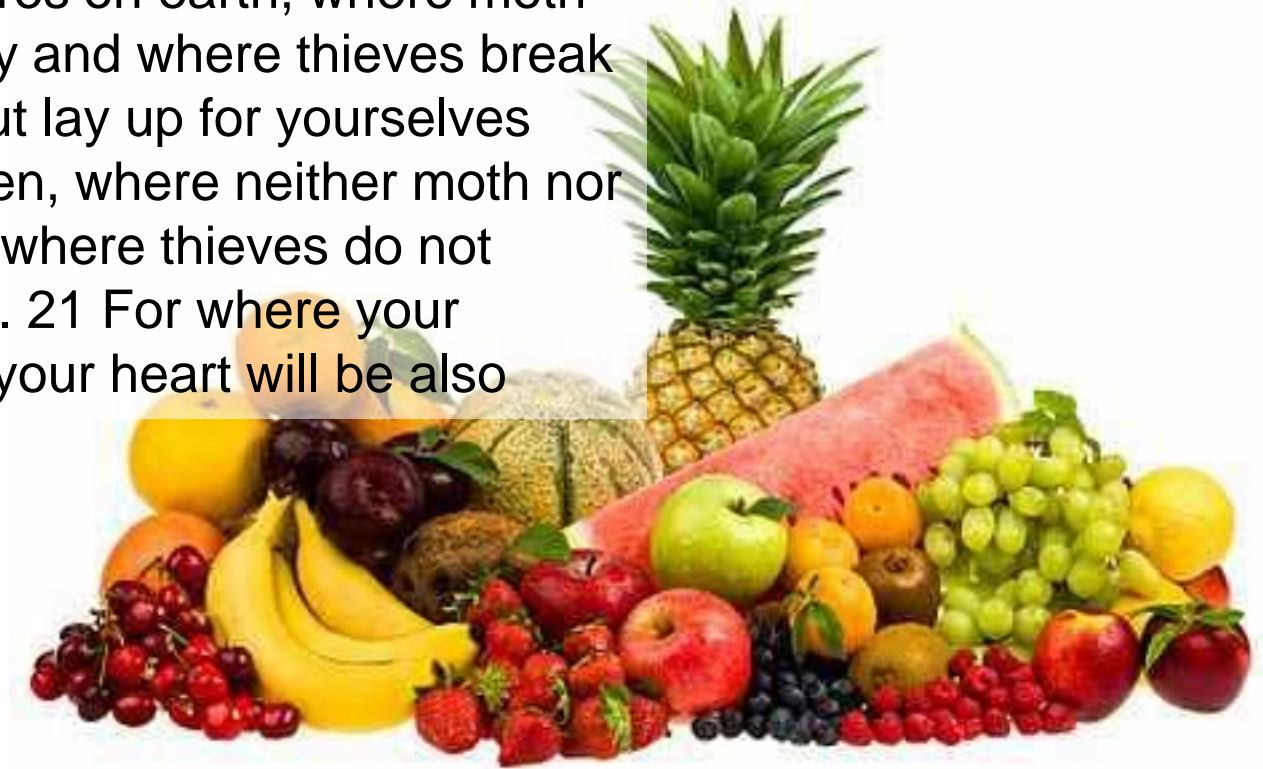 y and where thieves break
ut lay up for yourselves
en, where neither moth nor
where thieves do not
. 21 For where your
your heart will be also